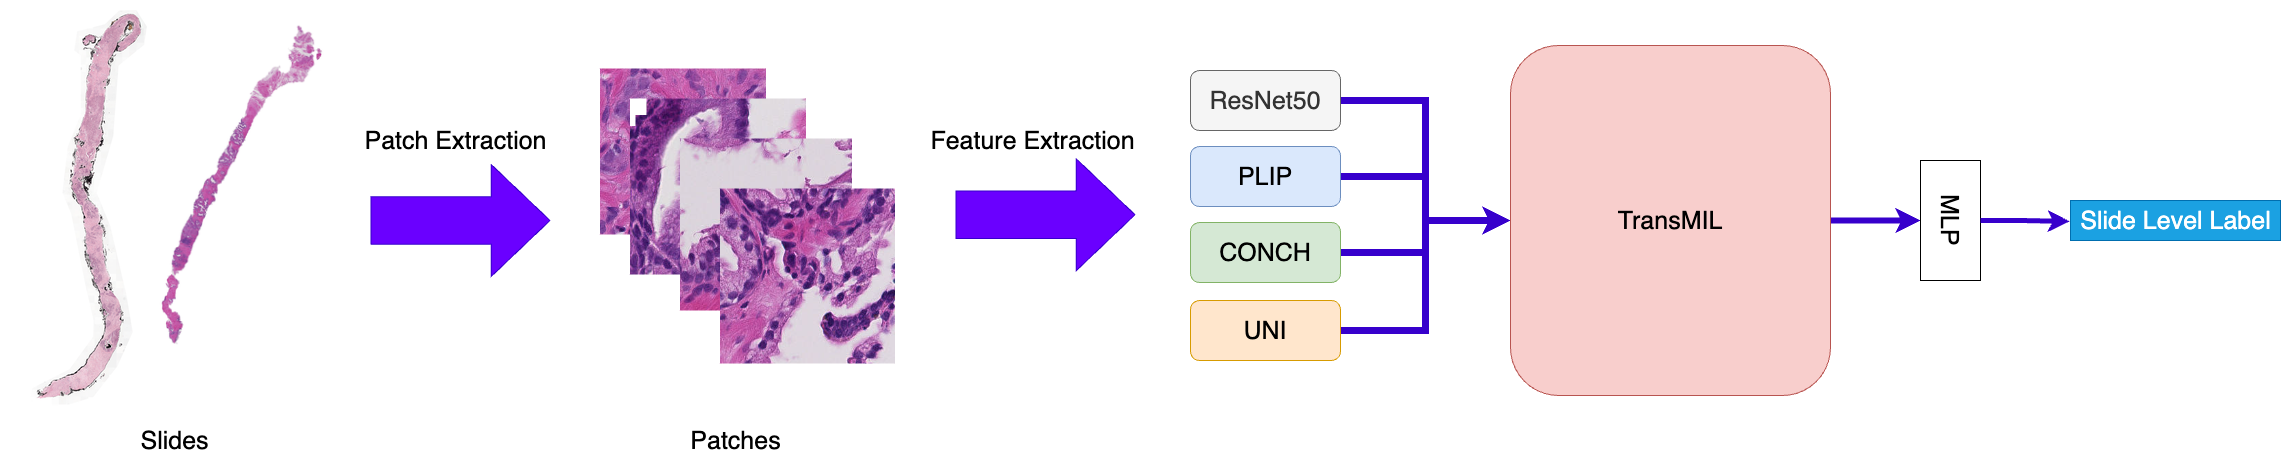 Slides
Patch Extraction
Patches
Feature Extraction
ResNet50
PLIP
CONCH
UNI
TransMIL
MLP
Slide Level Label